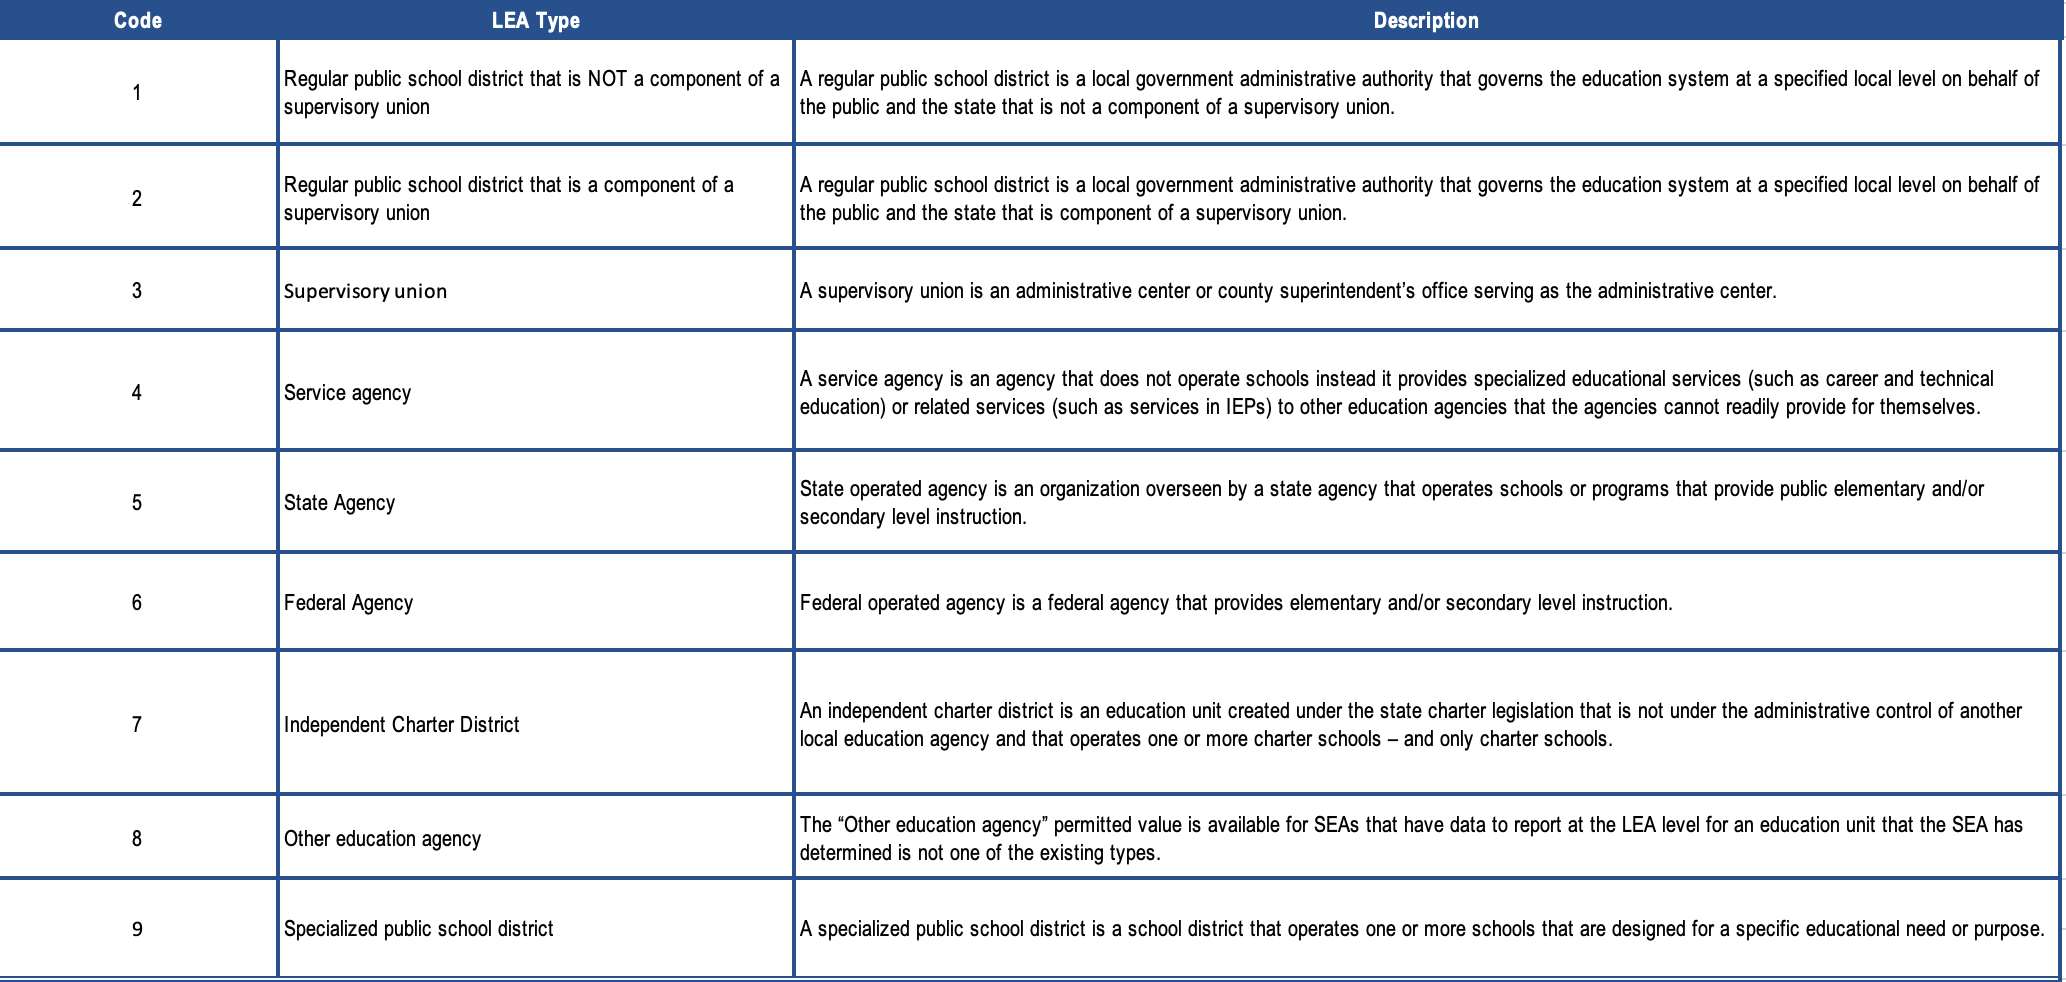 Code LEA Type Description
1
Regular public school district that is NOT a component of a
supervisory union
A regular public school district is a local government administrative authority that governs the education system at a specified local level on behalf of
the public and the state that is not a component of a supervisory union.
2
Regular public school district that is a component of a
supervisory union
A regular public school district is a local government administrative authority that governs the education system at a specified local level on behalf of
the public and the state that is component of a supervisory union.
3
Supervisory union
A supervisory union is an administrative center or county superintendent’s office serving as the administrative center.
4
Service agency
A service agency is an agency that does not operate schools instead it provides specialized educational services (such as career and technical
education) or related services (such as services in IEPs) to other education agencies that the agencies cannot readily provide for themselves.
5
State Agency
State operated agency is an organization overseen by a state agency that operates schools or programs that provide public elementary and/or
secondary level instruction.
6
Federal Agency
Federal operated agency is a federal agency that provides elementary and/or secondary level instruction.
7
Independent Charter District
An independent charter district is an education unit created under the state charter legislation that is not under the administrative control of another
local education agency and that operates one or more charter schools – and only charter schools.
8
Other education agency
The “Other education agency” permitted value is available for SEAs that have data to report at the LEA level for an education unit that the SEA has
determined is not one of the existing types.
9
Specialized public school district
A specialized public school district is a school district that operates one or more schools that are designed for a specific educational need or purpose.